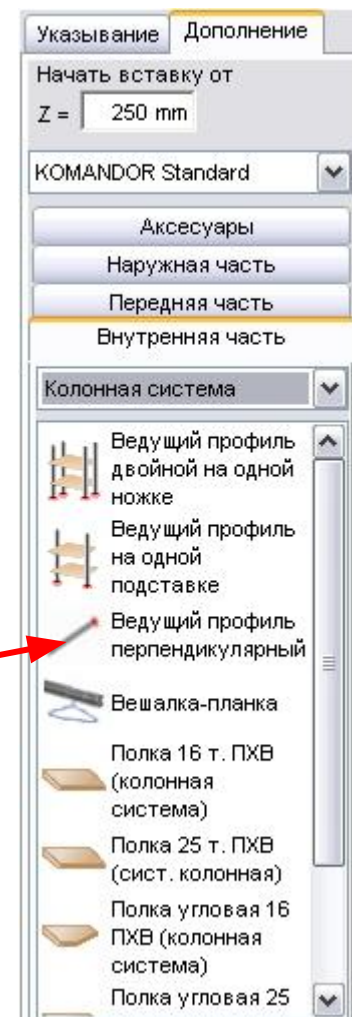 Указывание Дополнение
Начать вставку от
Z = 250 mm
KOMANDOR Standard
Аксесуары
Наружная часть
Передняя часть
Внутренняя часть
Колонная система
Ведущий профиль
двойной на одной
ножке
Ведущий профиль
на одной
подставке
Ведущий профиль
перпендикулярный
Вешалка-планка
Полка 16 т. ПХВ
(колонная
система)
Полка 25 т. ПХВ
(сист. колонная)
Полка угловая 16
ПХВ (колонная
система)
Полка угловая 25